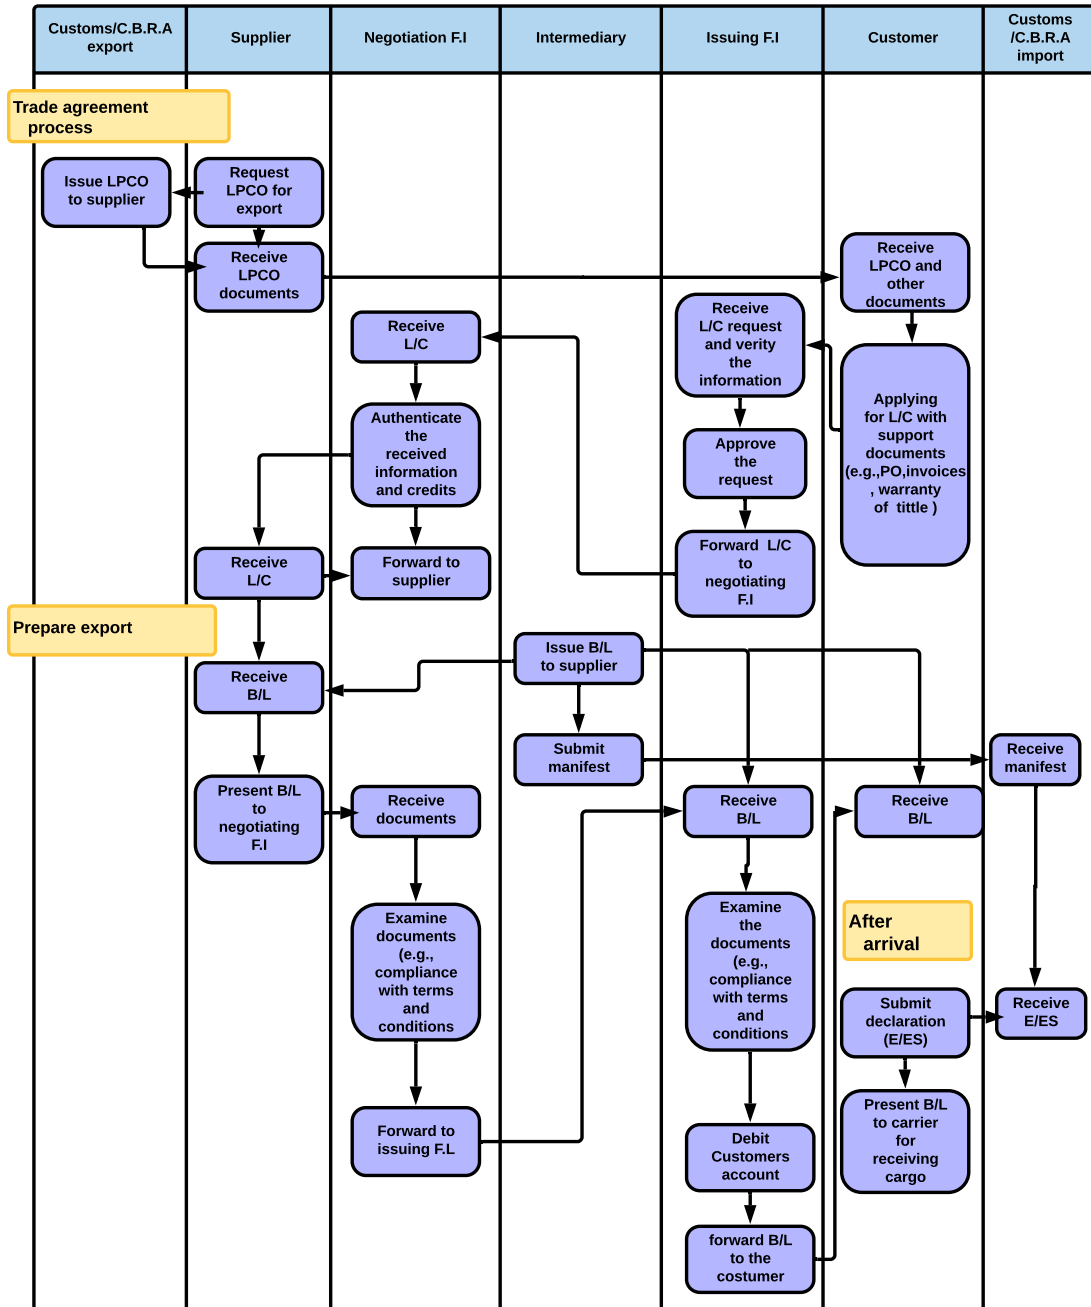 Customs/C.B.R.A
export
Supplier
Negotiation F.I
Intermediary
Issuing F.I
Customer
Customs
/C.B.R.A
import
Trade agreement
process
Issue LPCO
to supplier
Request
LPCO for
export
Receive
LPCO
documents
Receive
LPCO and
other
documents
Receive
L/C
Receive
L/C request
and verity
the
information
Authenticate
the
received
information
and credits
Approve
the
request
Applying
for L/C with
support
documents
(e.g.,PO,invoices
, warranty
of tittle )
Receive
L/C
Forward to
supplier
Forward L/C
to
negotiating
F.I
Prepare export
Issue B/L
to supplier
Receive
B/L
Submit
manifest
Receive
manifest
Present B/L
to
negotiating
F.I
Receive
documents
Receive
B/L
Receive
B/L
Examine
documents
(e.g.,
compliance
with terms
and
conditions
Examine
the
documents
(e.g.,
compliance
with terms
and
conditions
After
arrival
Submit
declaration
(E/ES)
Receive
E/ES
Forward to
issuing F.L
Debit
Customers
account
Present B/L
to carrier
for
receiving
cargo
forward B/L
to the
costumer